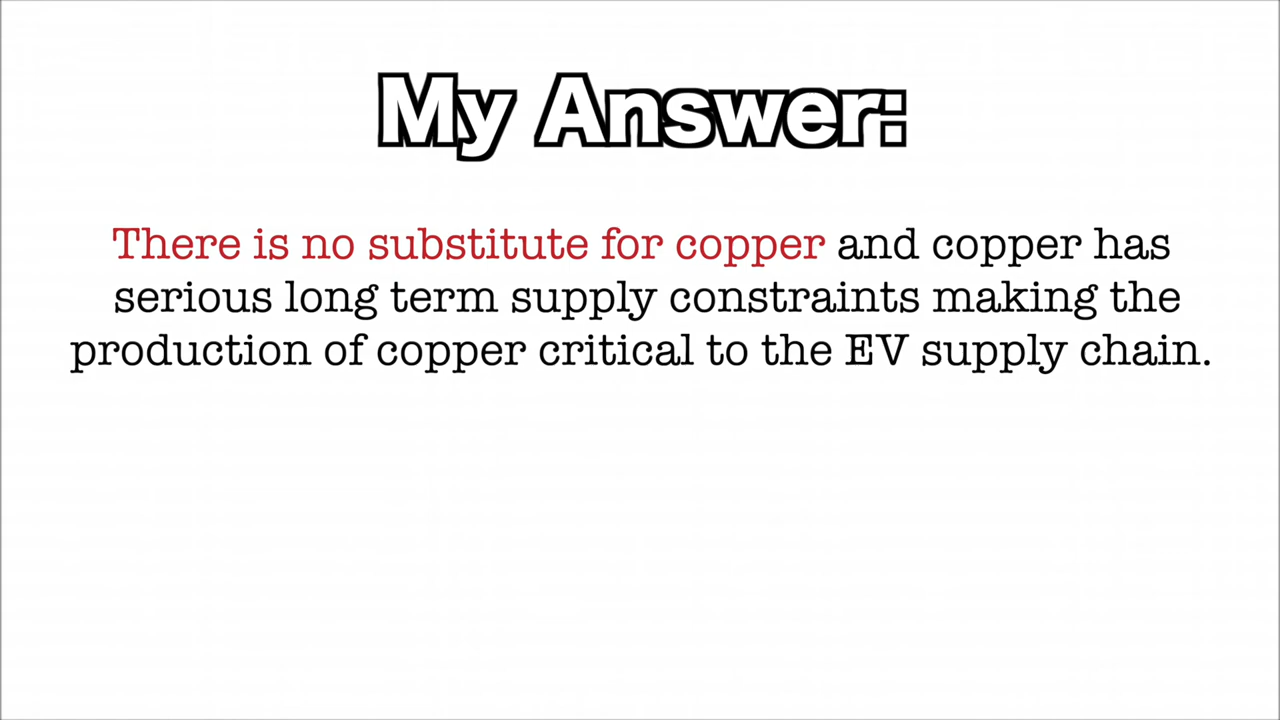 My Answer:
There is no substitute for copper and copper has
serious long term supply constraints making the
production of copper critical to the EV supply chain.